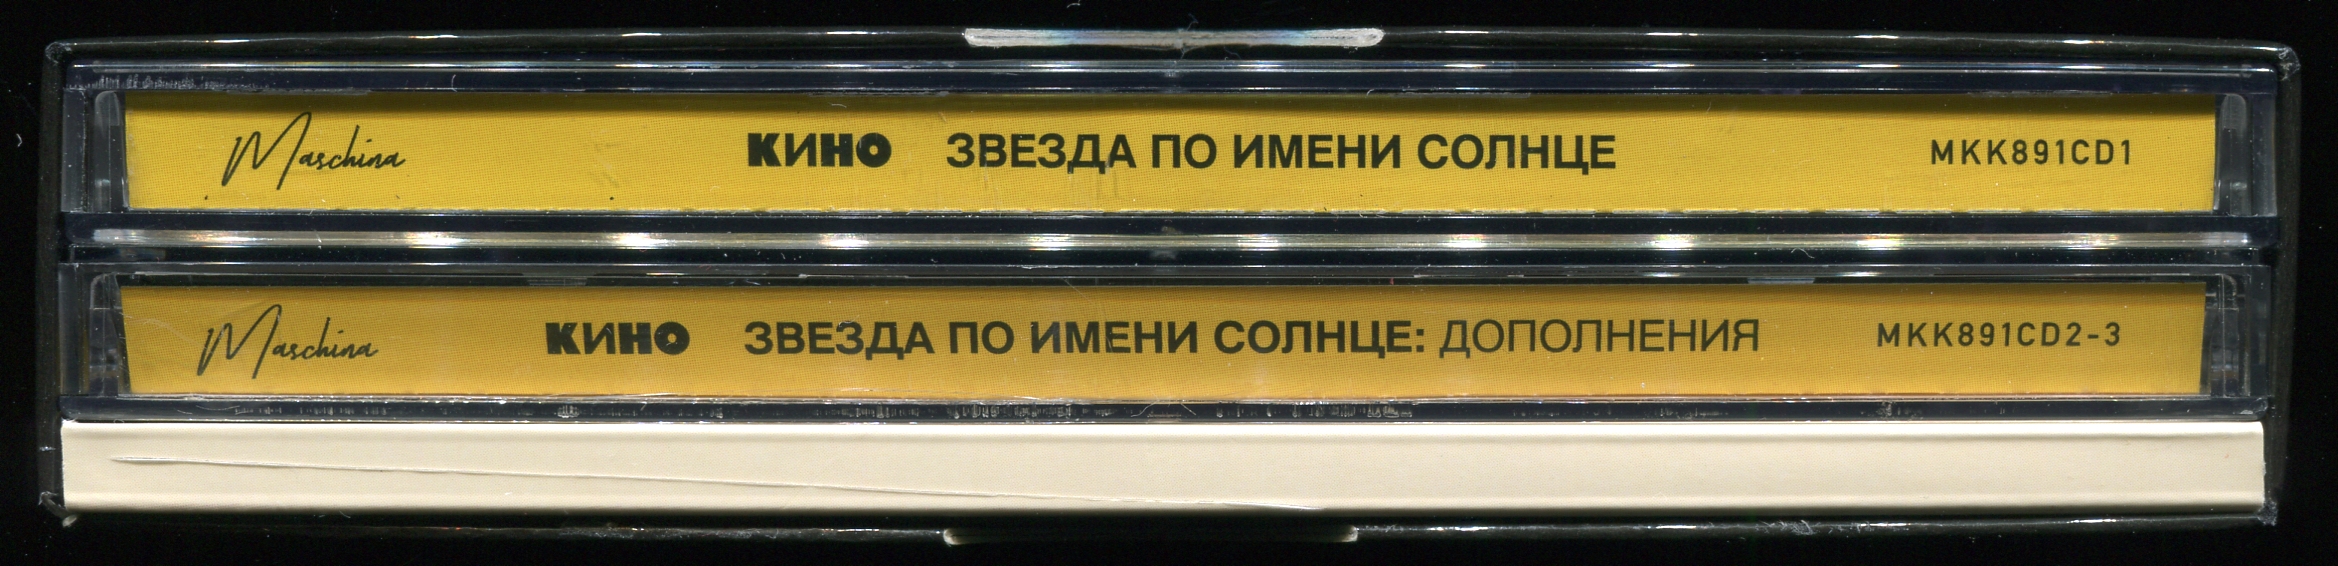 Maschina КИНО ЗВЕЗДА ПО ИМЕНИ СОЛНЦЕ MKK891CD1
Maschina КИНО ЗВЕЗДА ПО ИМЕНИ СОЛНЦЕ: ДОПОЛНЕНИЯ MKK891CD2-3